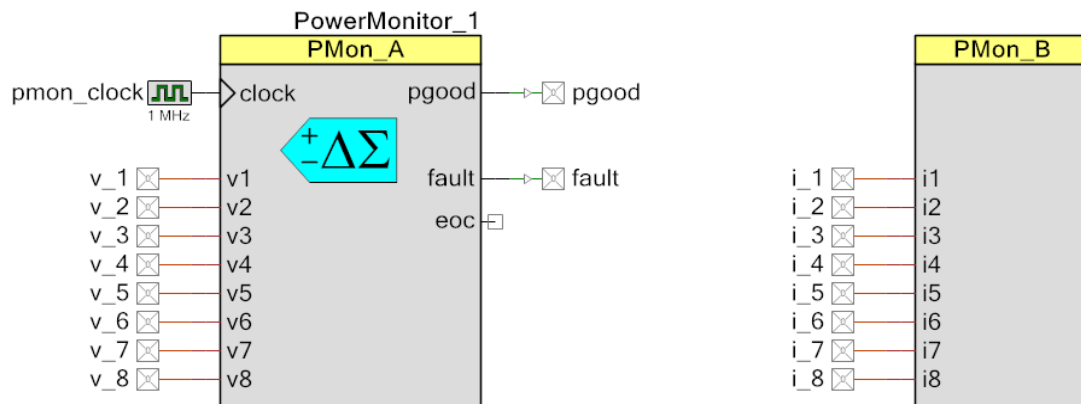 PowerMonitor_1
PMon_A
PMon_B
pmon_clock
1 MHz
clock
pgood
pgood
+
−ΔΣ
fault
fault
eoc
v_1 v1
v_2 v2
v_3 v3
v_4 v4
v_5 v5
v_6 v6
v_7 v7
v_8 v8
i_1 i1
i_2 i2
i_3 i3
i_4 i4
i_5 i5
i_6 i6
i_7 i7
i_8 i8